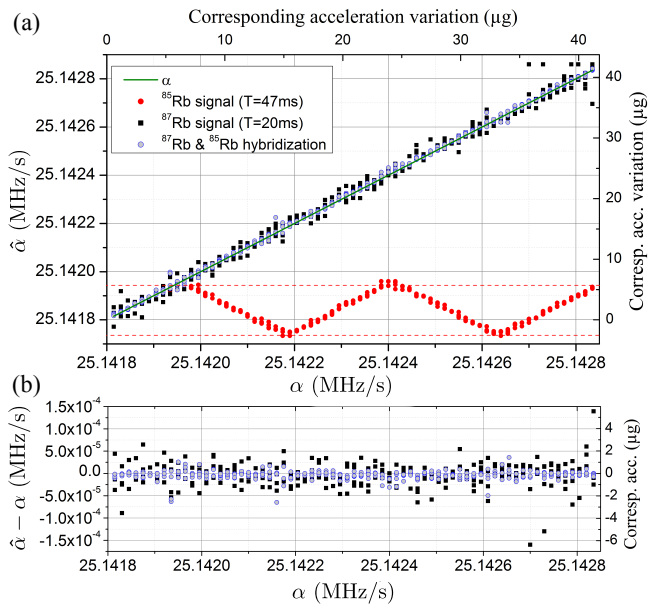 Corresponding acceleration variation (µg)
(a)
0 10 20 30 40
25.1428
25.1426
25.1424
25.1422
25.1420
25.1418
α̂ (MHz/s)
α
⁸⁵Rb signal (T=47ms)
⁸⁷Rb signal (T=20ms)
⁸⁷Rb & ⁸⁵Rb hybridization
40
30
20
10
0
Corresp. acc. variation (µg)
25.1418 25.1420 25.1422 25.1424 25.1426 25.1428
α (MHz/s)
(b)
1.5x10⁻⁴
1.0x10⁻⁴
5.0x10⁻⁵
0.0
-5.0x10⁻⁵
-1.0x10⁻⁴
-1.5x10⁻⁴
α̂ − α (MHz/s)
4
2
0
-2
-4
-6
Corresp. acc. (µg)
25.1418 25.1420 25.1422 25.1424 25.1426 25.1428
α (MHz/s)